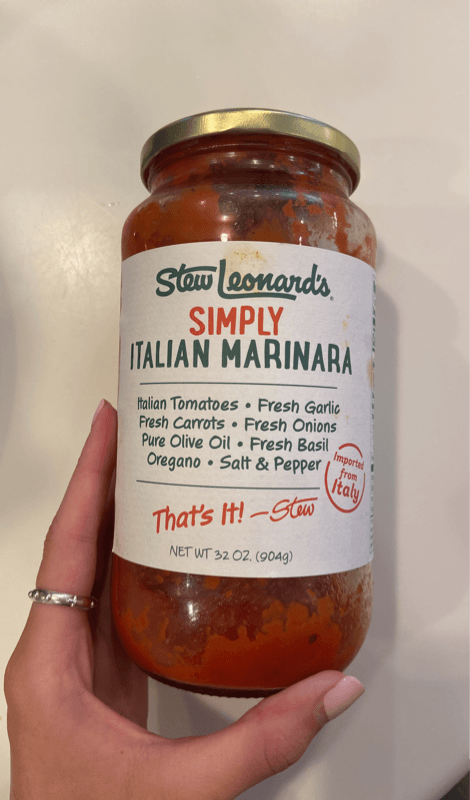 Stew Leonard's
SIMPLY
ITALIAN MARINARA
Italian Tomatoes • Fresh Garlic
Fresh Carrots • Fresh Onions
Pure Olive Oil • Fresh Basil
Oregano • Salt & Pepper
Imported
from
Italy
That's It! — Stew
NET WT 32 OZ. (904g)